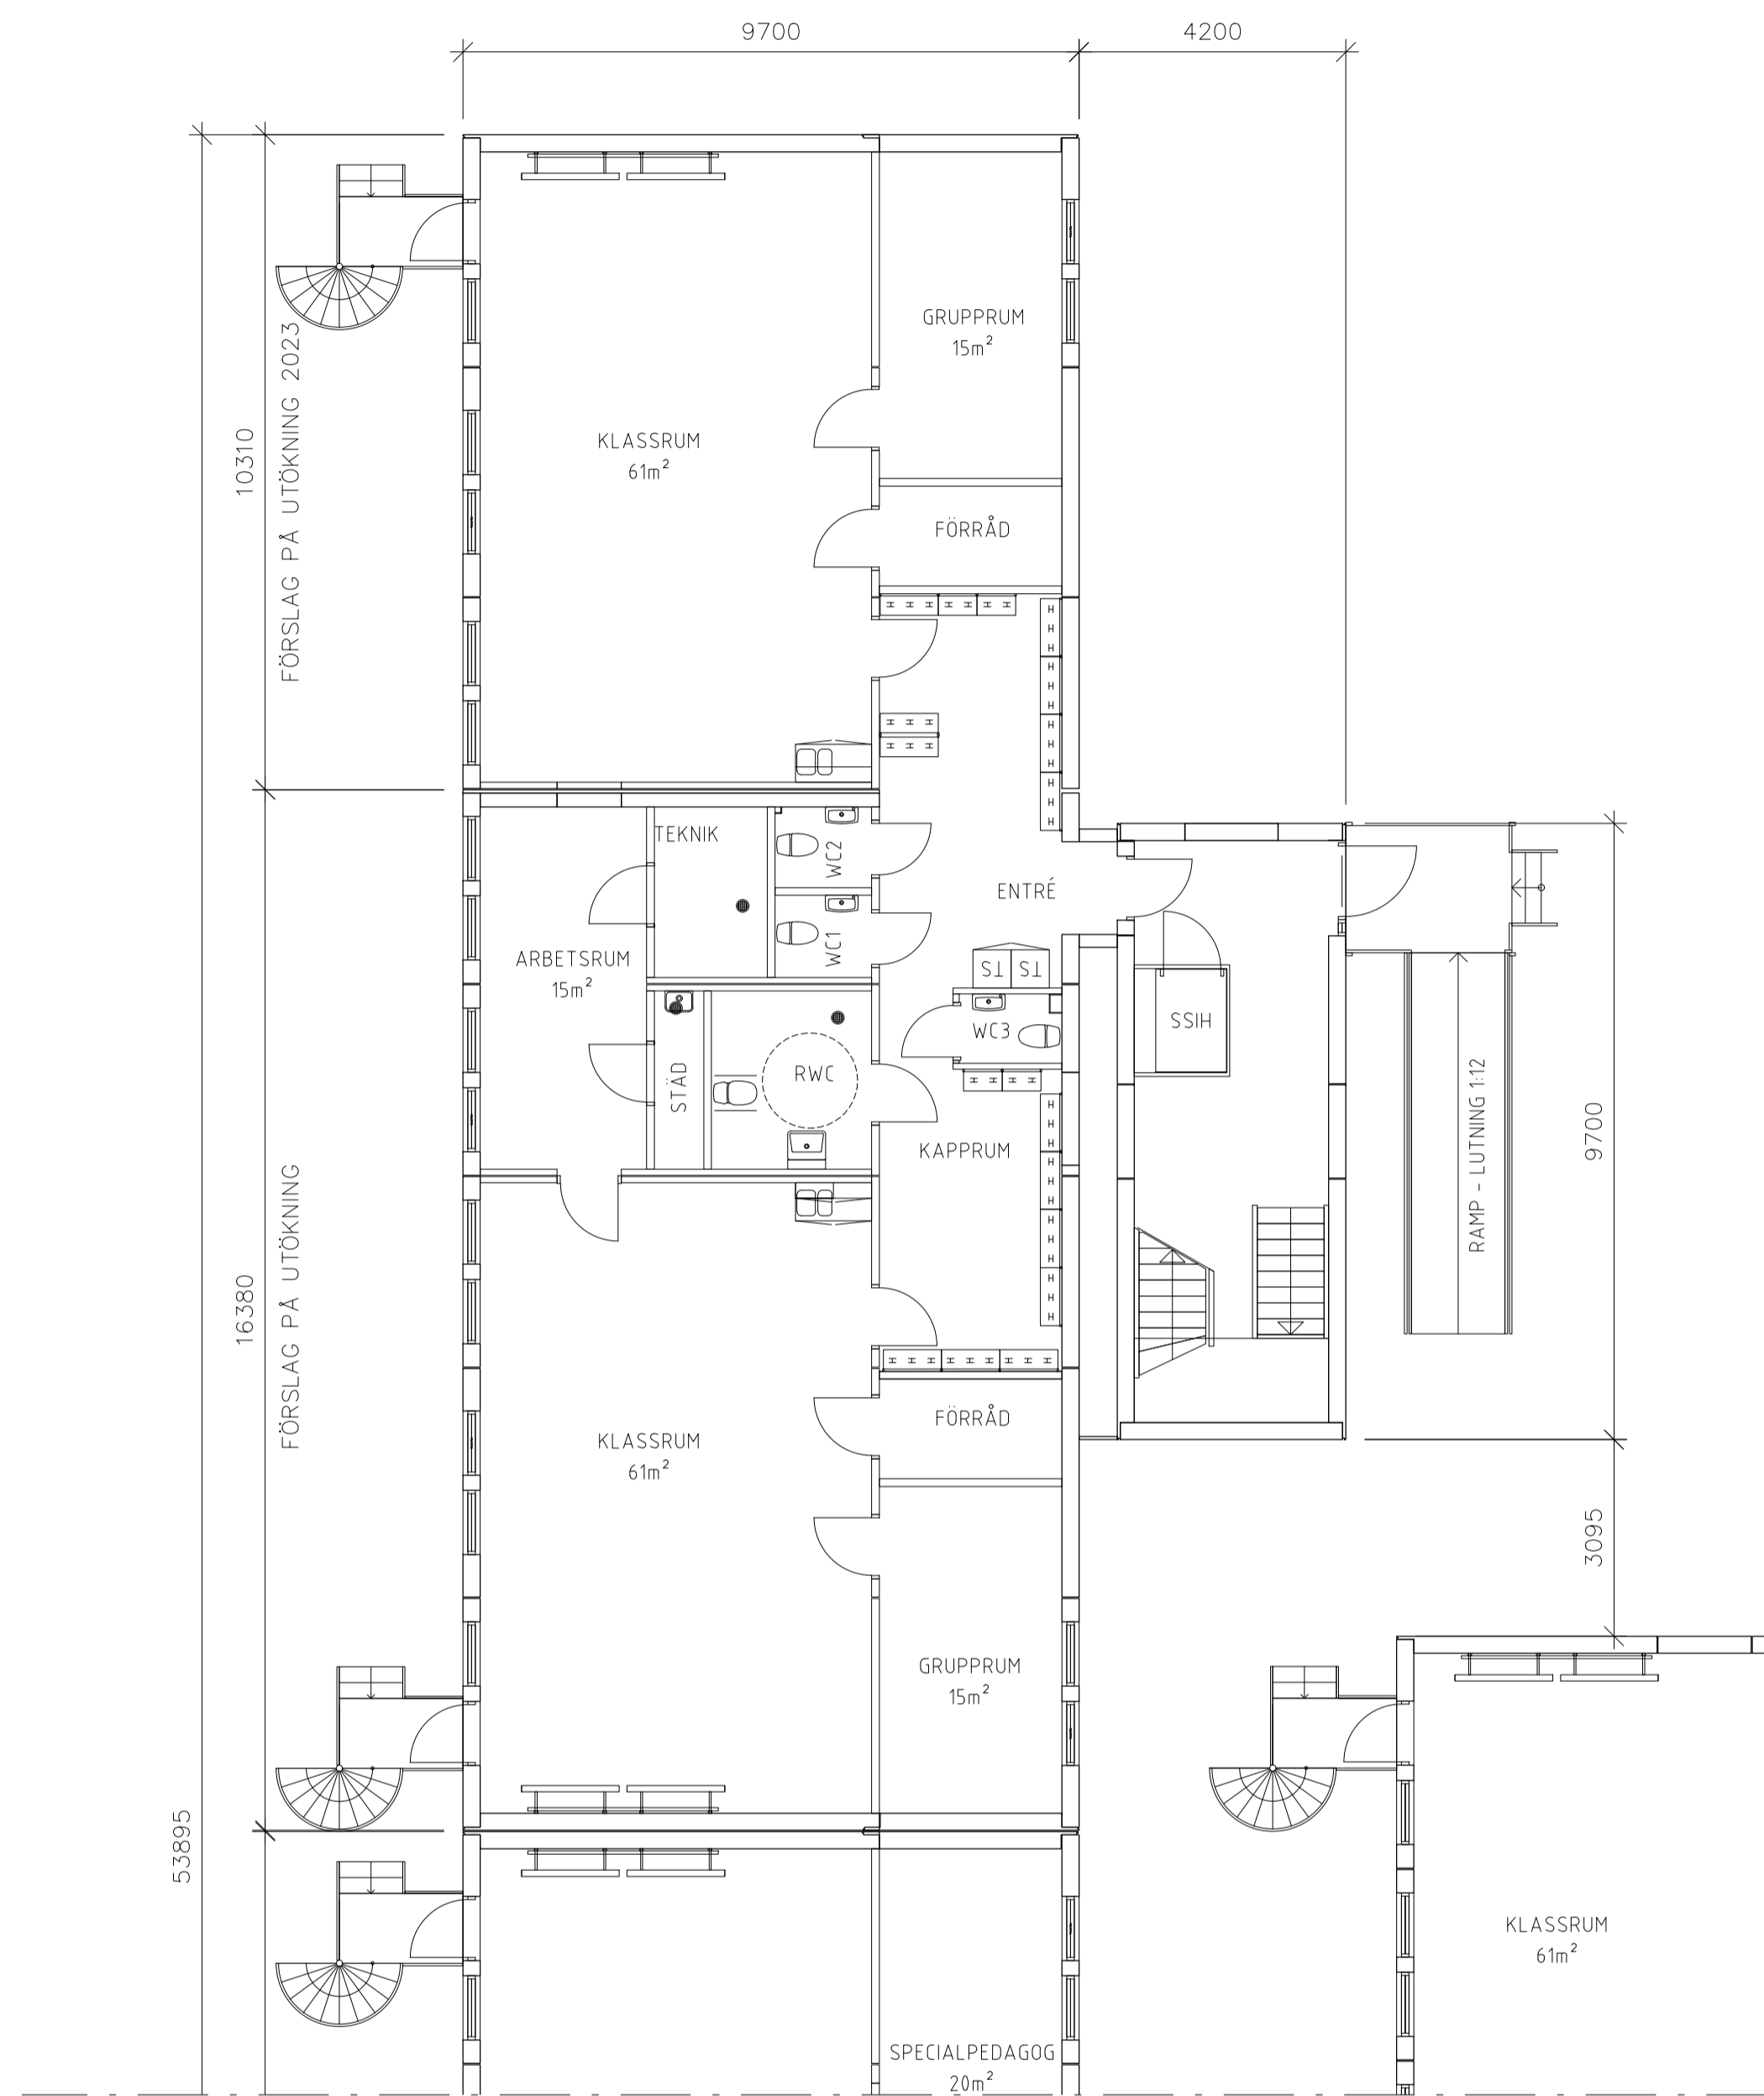 9700
4200
10310
FÖRSLAG PÅ UTÖKNING 2023
GRUPPRUM
15m²
KLASSRUM
61m²
FÖRRÅD
TEKNIK
WC2
WC1
ENTRÉ
ARBETSRUM
15m²
ST
ST
WC3
HISS
STÄD
RWC
KAPPRUM
RAMP - LUTNING 1:12
9700
16380
FÖRSLAG PÅ UTÖKNING
FÖRRÅD
KLASSRUM
61m²
3095
GRUPPRUM
15m²
53895
KLASSRUM
61m²
SPECIALPEDAGOG
20m²